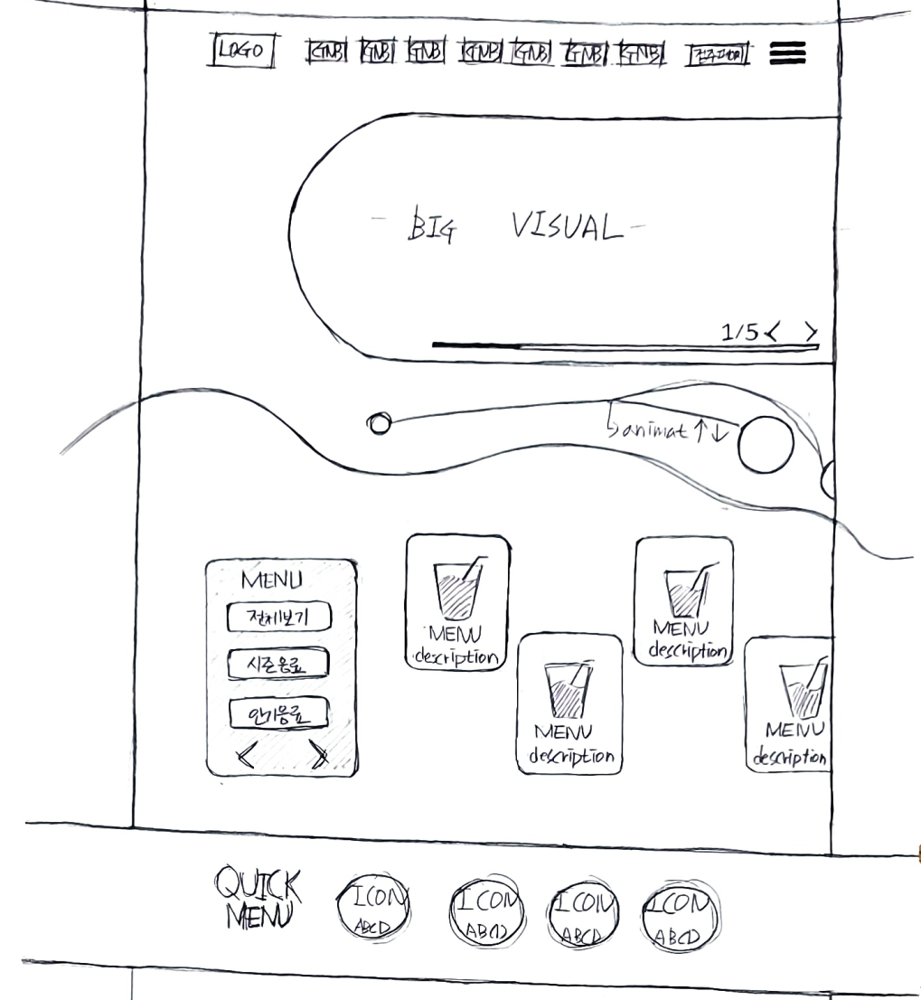 LOGO GNB GNB GNB GNB GNB GNB GNB
- BIG VISUAL -
1/5 < >
animat ↑↓
MENU
전체보기
시즌음료
인기음료
< >
MENU
description
MENU
description
MENU
description
MENU
description
QUICK
MENU
ICON
ABCD
ICON
ABCD
ICON
ABCD
ICON
ABCD